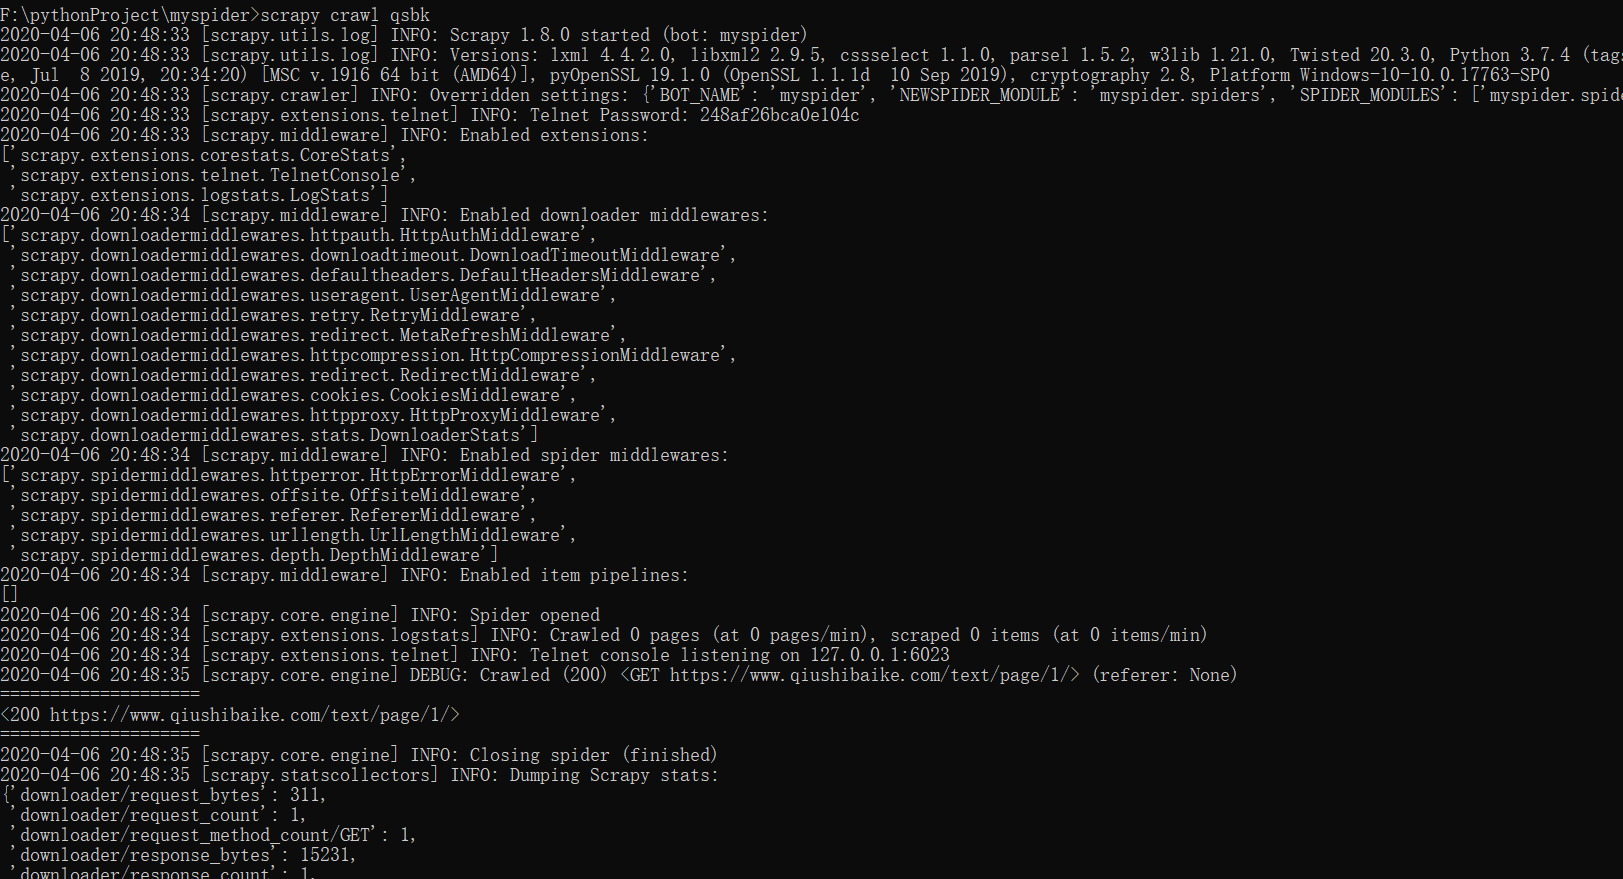 F:\pythonProject\myspider>scrapy crawl qsbk
2020-04-06 20:48:33 [scrapy.utils.log] INFO: Scrapy 1.8.0 started (bot: myspider)
2020-04-06 20:48:33 [scrapy.utils.log] INFO: Versions: lxml 4.4.2.0, libxml2 2.9.5, cssselect 1.1.0, parsel 1.5.2, w3lib 1.21.0, Twisted 20.3.0, Python 3.7.4 (tags
e, Jul  8 2019, 20:34:20) [MSC v.1916 64 bit (AMD64)], pyOpenSSL 19.1.0 (OpenSSL 1.1.1d  10 Sep 2019), cryptography 2.8, Platform Windows-10-10.0.17763-SP0
2020-04-06 20:48:33 [scrapy.crawler] INFO: Overridden settings: {'BOT_NAME': 'myspider', 'NEWSPIDER_MODULE': 'myspider.spiders', 'SPIDER_MODULES': ['myspider.spide
2020-04-06 20:48:33 [scrapy.extensions.telnet] INFO: Telnet Password: 248af26bca0e104c
2020-04-06 20:48:33 [scrapy.middleware] INFO: Enabled extensions:
['scrapy.extensions.corestats.CoreStats',
 'scrapy.extensions.telnet.TelnetConsole',
 'scrapy.extensions.logstats.LogStats']
2020-04-06 20:48:34 [scrapy.middleware] INFO: Enabled downloader middlewares:
['scrapy.downloadermiddlewares.httpauth.HttpAuthMiddleware',
 'scrapy.downloadermiddlewares.downloadtimeout.DownloadTimeoutMiddleware',
 'scrapy.downloadermiddlewares.defaultheaders.DefaultHeadersMiddleware',
 'scrapy.downloadermiddlewares.useragent.UserAgentMiddleware',
 'scrapy.downloadermiddlewares.retry.RetryMiddleware',
 'scrapy.downloadermiddlewares.redirect.MetaRefreshMiddleware',
 'scrapy.downloadermiddlewares.httpcompression.HttpCompressionMiddleware',
 'scrapy.downloadermiddlewares.redirect.RedirectMiddleware',
 'scrapy.downloadermiddlewares.cookies.CookiesMiddleware',
 'scrapy.downloadermiddlewares.httpproxy.HttpProxyMiddleware',
 'scrapy.downloadermiddlewares.stats.DownloaderStats']
2020-04-06 20:48:34 [scrapy.middleware] INFO: Enabled spider middlewares:
['scrapy.spidermiddlewares.httperror.HttpErrorMiddleware',
 'scrapy.spidermiddlewares.offsite.OffsiteMiddleware',
 'scrapy.spidermiddlewares.referer.RefererMiddleware',
 'scrapy.spidermiddlewares.urllength.UrlLengthMiddleware',
 'scrapy.spidermiddlewares.depth.DepthMiddleware']
2020-04-06 20:48:34 [scrapy.middleware] INFO: Enabled item pipelines:
[]
2020-04-06 20:48:34 [scrapy.core.engine] INFO: Spider opened
2020-04-06 20:48:34 [scrapy.extensions.logstats] INFO: Crawled 0 pages (at 0 pages/min), scraped 0 items (at 0 items/min)
2020-04-06 20:48:34 [scrapy.extensions.telnet] INFO: Telnet console listening on 127.0.0.1:6023
2020-04-06 20:48:35 [scrapy.core.engine] DEBUG: Crawled (200) <GET https://www.qiushibaike.com/text/page/1/> (referer: None)
====================
<200 https://www.qiushibaike.com/text/page/1/>
====================
2020-04-06 20:48:35 [scrapy.core.engine] INFO: Closing spider (finished)
2020-04-06 20:48:35 [scrapy.statscollectors] INFO: Dumping Scrapy stats:
{'downloader/request_bytes': 311,
 'downloader/request_count': 1,
 'downloader/request_method_count/GET': 1,
 'downloader/response_bytes': 15231,
 'downloader/response_count': 1,